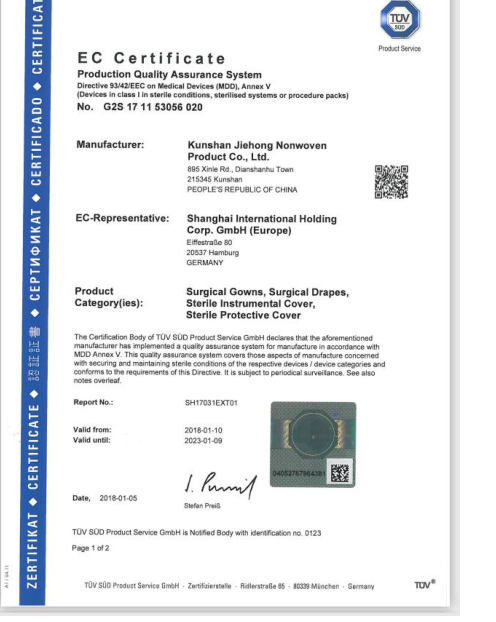 ZERTIFIKAT ◆ CERTIFICATE ◆ 認証証書 ◆ СЕРТИФИКАТ ◆ CERTIFICADO ◆ CERTIFICAT
TÜV
SÜD
Product Service
EC Certificate
Production Quality Assurance System
Directive 93/42/EEC on Medical Devices (MDD), Annex V
(Devices in class I in sterile conditions, sterilised systems or procedure packs)
No. G2S 17 11 53056 020
Manufacturer:
Kunshan Jiehong Nonwoven
Product Co., Ltd.
895 Xinle Rd., Dianshanhu Town
215345 Kunshan
PEOPLE'S REPUBLIC OF CHINA
EC-Representative:
Shanghai International Holding
Corp. GmbH (Europe)
Eiffestraße 80
20537 Hamburg
GERMANY
Product
Category(ies):
Surgical Gowns, Surgical Drapes,
Sterile Instrumental Cover,
Sterile Protective Cover
The Certification Body of TÜV SÜD Product Service GmbH declares that the aforementioned
manufacturer has implemented a quality assurance system for manufacture in accordance with
MDD Annex V. This quality assurance system covers those aspects of manufacture concerned
with securing and maintaining sterile conditions of the respective devices / device categories and
conforms to the requirements of this Directive. It is subject to periodical surveillance. See also
notes overleaf.
Report No.: SH17031EXT01
Valid from: 2018-01-10
Valid until: 2023-01-09
04052787964381
Date, 2018-01-05
Stefan Preiß
TÜV SÜD Product Service GmbH is Notified Body with identification no. 0123
Page 1 of 2
TÜV SÜD Product Service GmbH · Zertifizierstelle · Ridlerstraße 65 · 80339 München · Germany
TÜV®